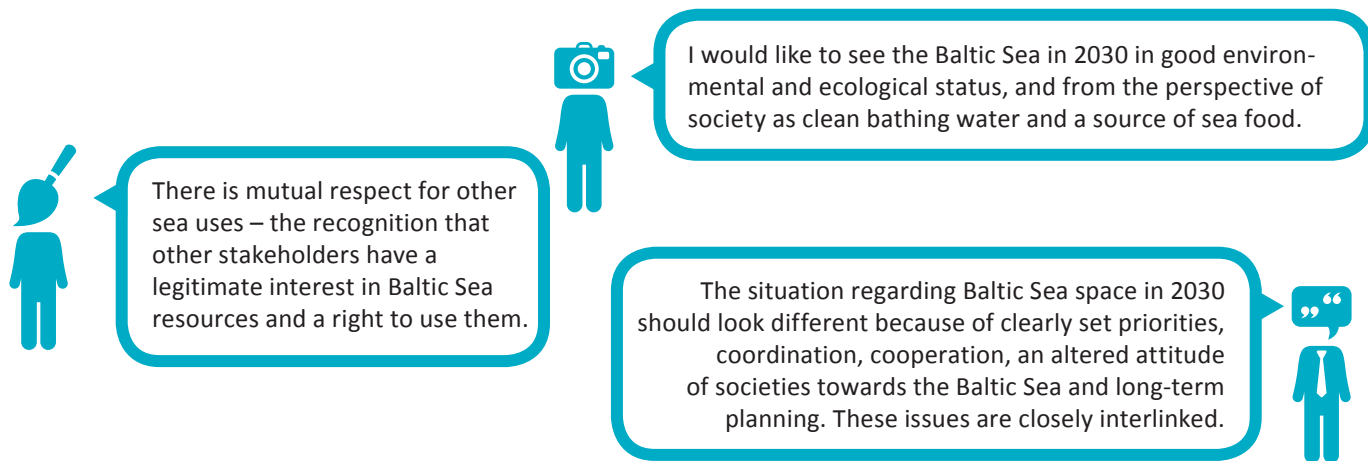 I would like to see the Baltic Sea in 2030 in good environ-
mental and ecological status, and from the perspective of
society as clean bathing water and a source of sea food.
There is mutual respect for other
sea uses – the recognition that
other stakeholders have a
legitimate interest in Baltic Sea
resources and a right to use them.
The situation regarding Baltic Sea space in 2030
should look different because of clearly set priorities,
coordination, cooperation, an altered attitude
of societies towards the Baltic Sea and long-term
planning. These issues are closely interlinked.